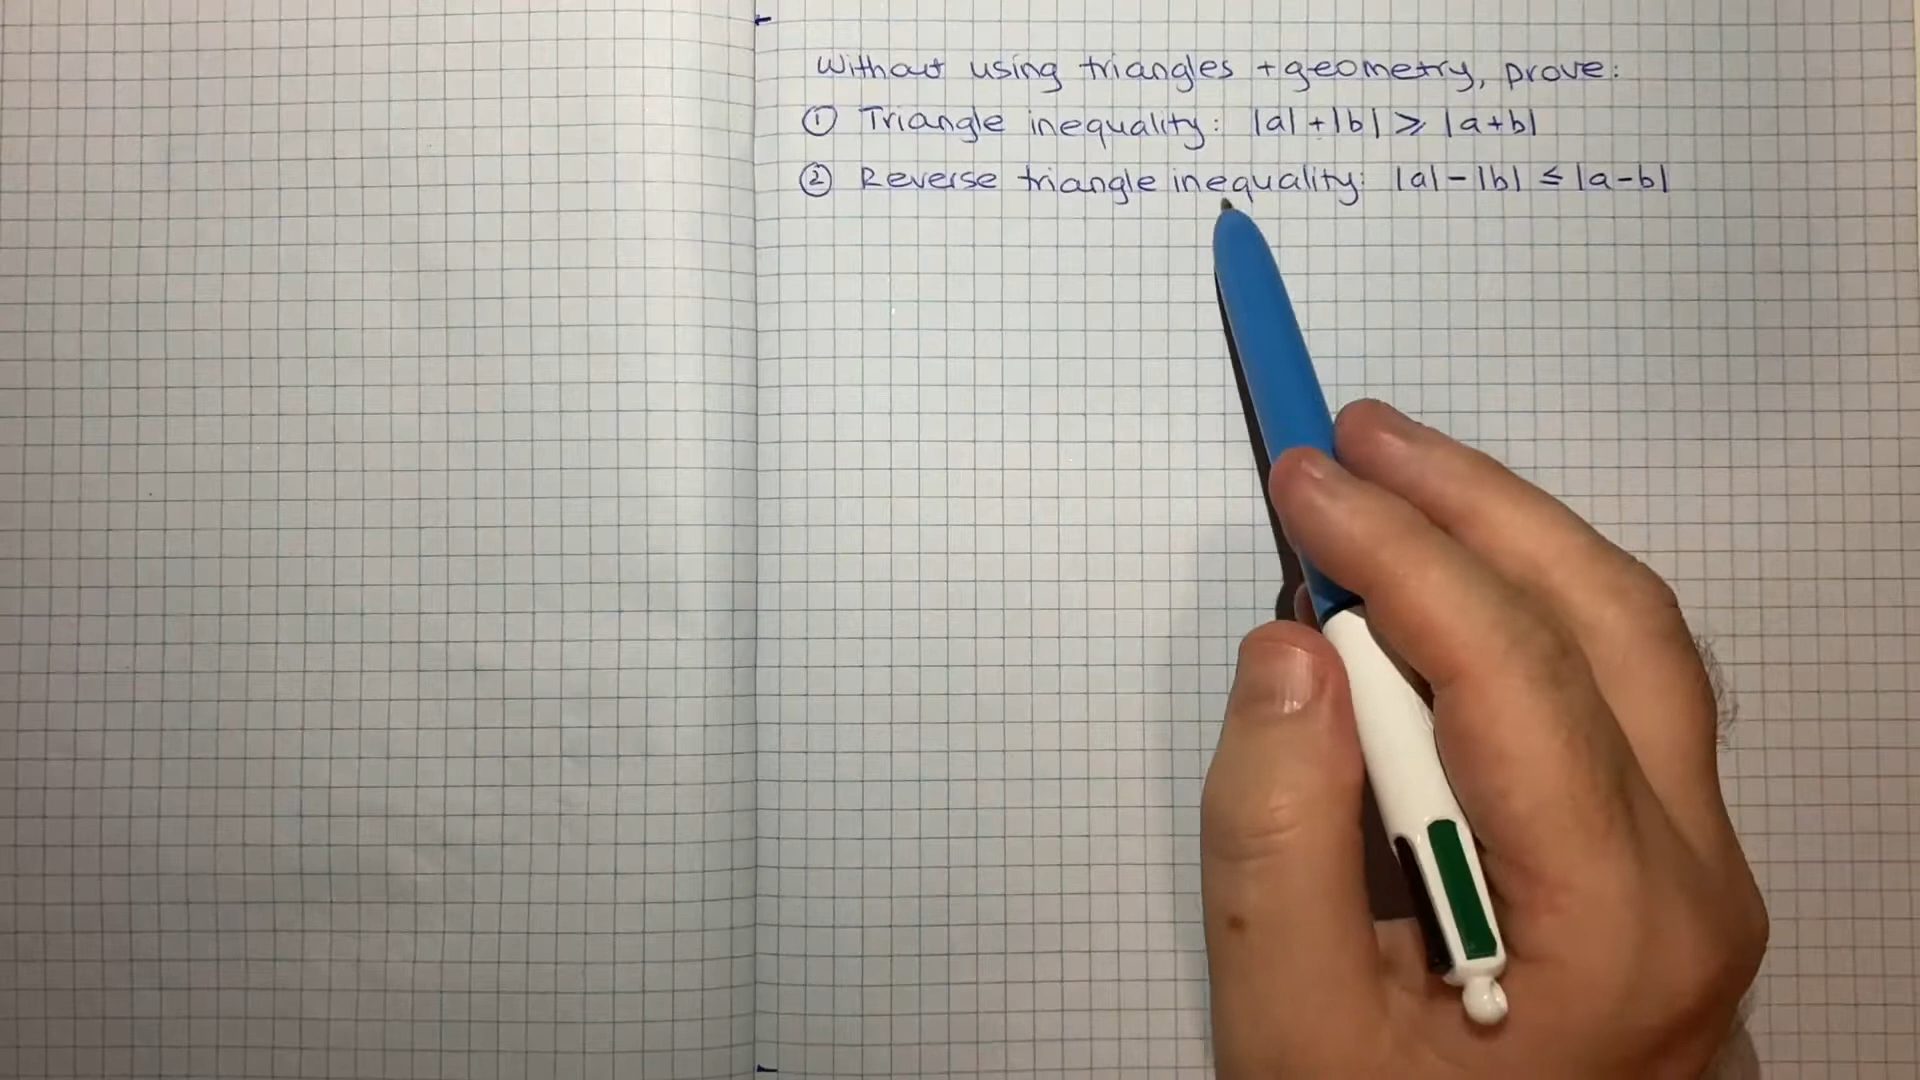 Without using triangles + geometry, prove:
① Triangle inequality: |a| + |b| ⩾ |a+b|
② Reverse triangle inequality: |a| - |b| ≤ |a-b|